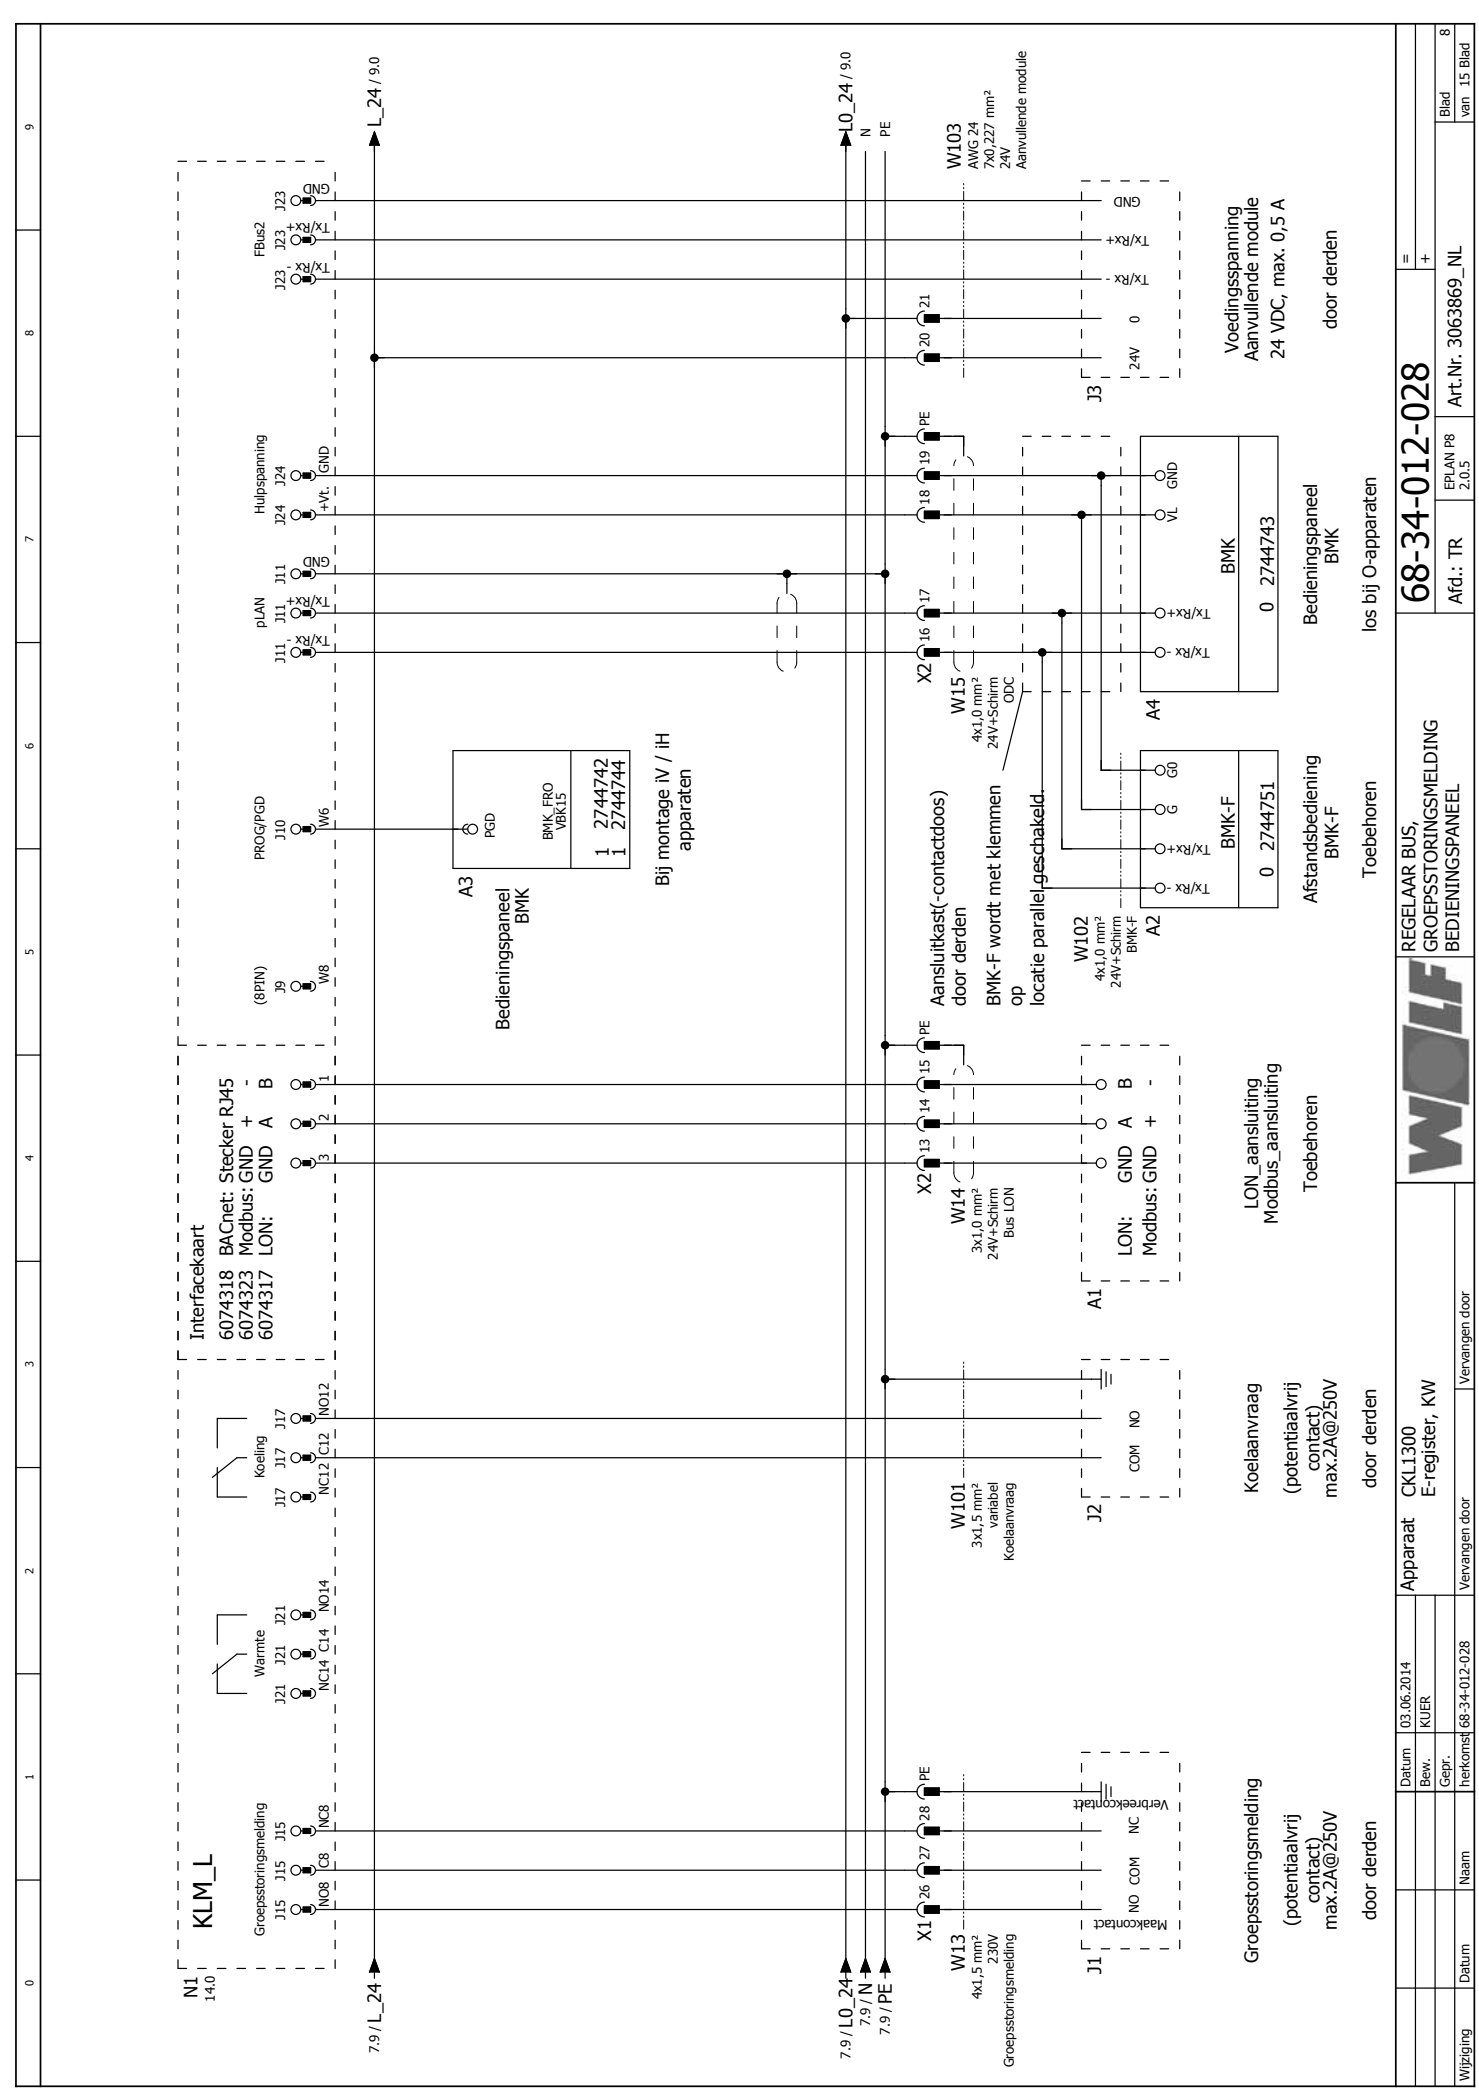 0
1
2
3
4
5
6
7
8
9
N1
14.0
KLM_L
Groepsstoringsmelding
J15 NO8
J15 C8
J15 NC8
Warmte
J21 NC14
J21 C14
J21 NO14
Koeling
J17 NC12
J17 C12
J17 NO12
Interfacekaart
6074318 BACnet: Stecker RJ45
6074323 Modbus: GND + -
6074317 LON: GND A B
3
2
1
(8PIN)
J9 W8
PROG/PGD
J10 W6
pLAN
J11 Tx/Rx -
J11 Tx/Rx+
J11 GND
Hulpspanning
J24 +Vt.
J24 GND
FBus2
J23 Tx/Rx -
J23 Tx/Rx+
J23 GND
7.9 / L_24
L_24 / 9.0
A3
PGD
BMK_FRO
VBK15
1 2744742
1 2744744
Bedieningspaneel
BMK
Bij montage iV / iH
apparaten
7.9 / L0_24
7.9 / N
7.9 / PE
L0_24 / 9.0
N
PE
X1 26 27 28 PE
W13
4x1,5 mm²
230V
Groepsstoringsmelding
J1
NO COM NC
Maakcontact
Verbreekcontact
Groepsstoringsmelding
(potentiaalvrij
contact)
max.2A@250V
door derden
W101
3x1,5 mm²
variabel
Koelaanvraag
J2
COM NO
Koelaanvraag
(potentiaalvrij
contact)
max.2A@250V
door derden
X2 13 14 15 PE
W14
3x1,0 mm²
24V+Schirm
Bus LON
A1
LON: GND A B
Modbus: GND + -
LON_aansluiting
Modbus_aansluiting
Toebehoren
Aansluitkast(-contactdoos)
door derden
BMK-F wordt met klemmen
op
locatie parallel geschakeld.
W102
4x1,0 mm²
24V+Schirm
BMK-F
A2
Tx/Rx - Tx/Rx+ G G0
BMK-F
0 2744751
Afstandsbediening
BMK-F
Toebehoren
X2 16 17 18 19 PE
W15
4x1,0 mm²
24V+Schirm
ODC
A4
Tx/Rx - Tx/Rx+ VL GND
BMK
0 2744743
Bedieningspaneel
BMK
los bij O-apparaten
20 21
W103
AWG 24
7x0,227 mm²
24V
Aanvullende module
J3
24V 0 Tx/Rx - Tx/Rx+ GND
Voedingsspanning
Aanvullende module
24 VDC, max. 0,5 A
door derden
Wijziging
Datum
Naam
Datum 03.06.2014
Bew. KUER
Gepr.
herkomst 68-34-012-028
Apparaat CKL1300
E-register, KW
Vervangen door
Vervangen door
WOLF
REGELAAR BUS,
GROEPSSTORINGSMELDING
BEDIENINGSPANEEL
68-34-012-028
Afd.: TR
EPLAN P8
2.0.5
Art.Nr. 3063869_NL
=
+
Blad 8
van 15 Blad